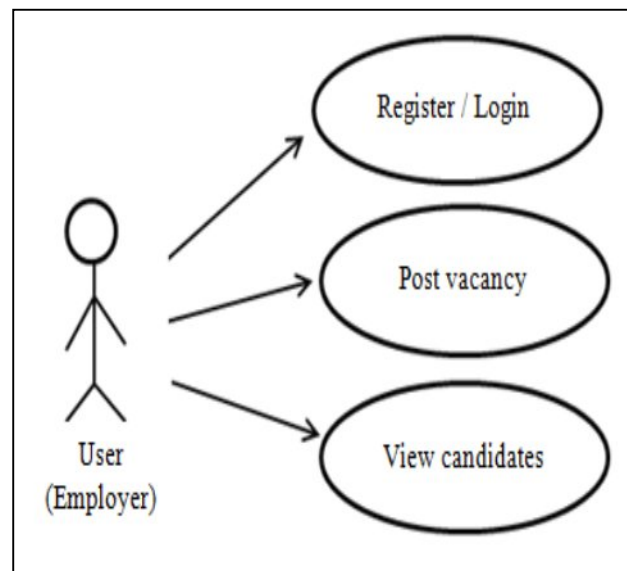 Register / Login
Post vacancy
View candidates
User
(Employer)